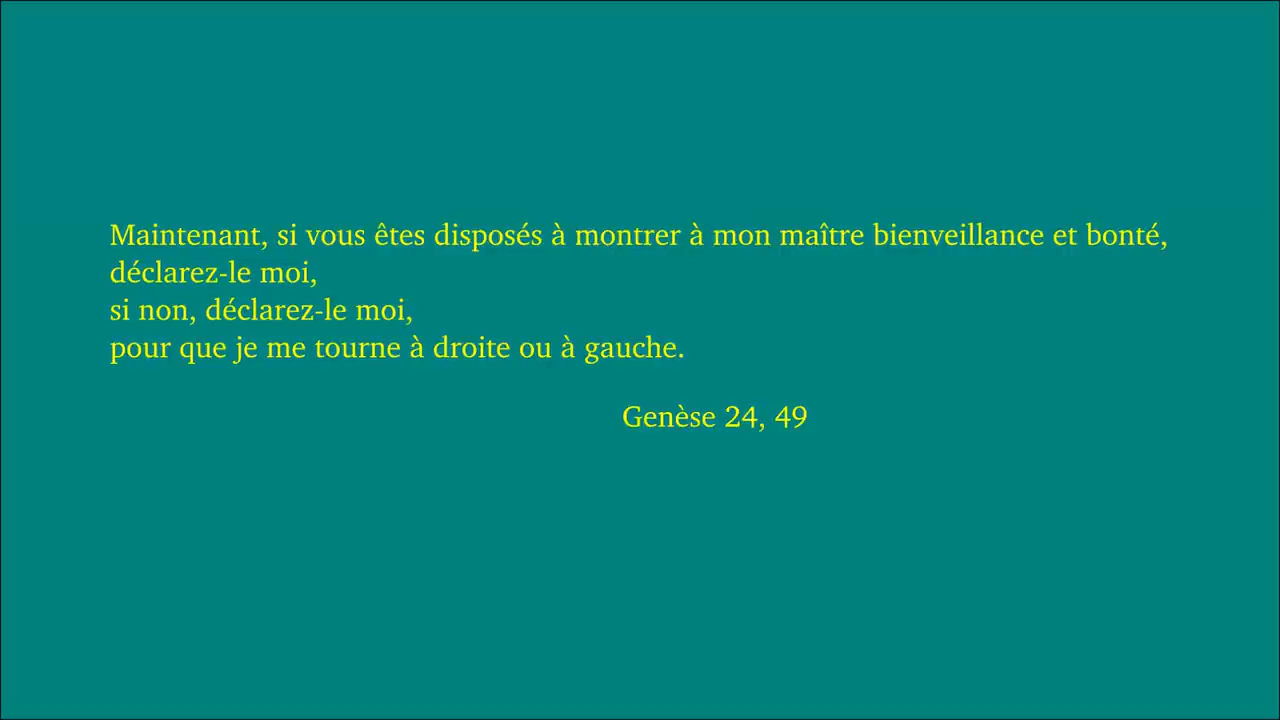 Maintenant, si vous êtes disposés à montrer à mon maître bienveillance et bonté,
déclarez-le moi,
si non, déclarez-le moi,
pour que je me tourne à droite ou à gauche.
Genèse 24, 49